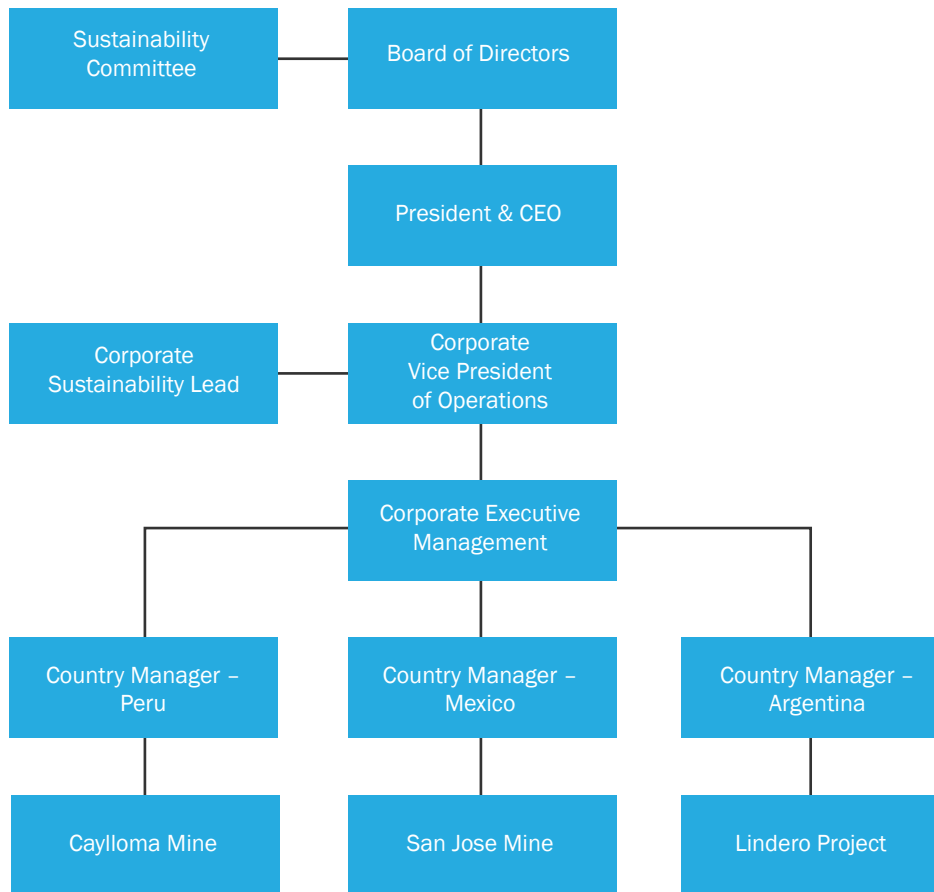 Sustainability
Committee
Board of Directors
President & CEO
Corporate
Sustainability Lead
Corporate
Vice President
of Operations
Corporate Executive
Management
Country Manager –
Peru
Country Manager –
Mexico
Country Manager –
Argentina
Caylloma Mine
San Jose Mine
Lindero Project